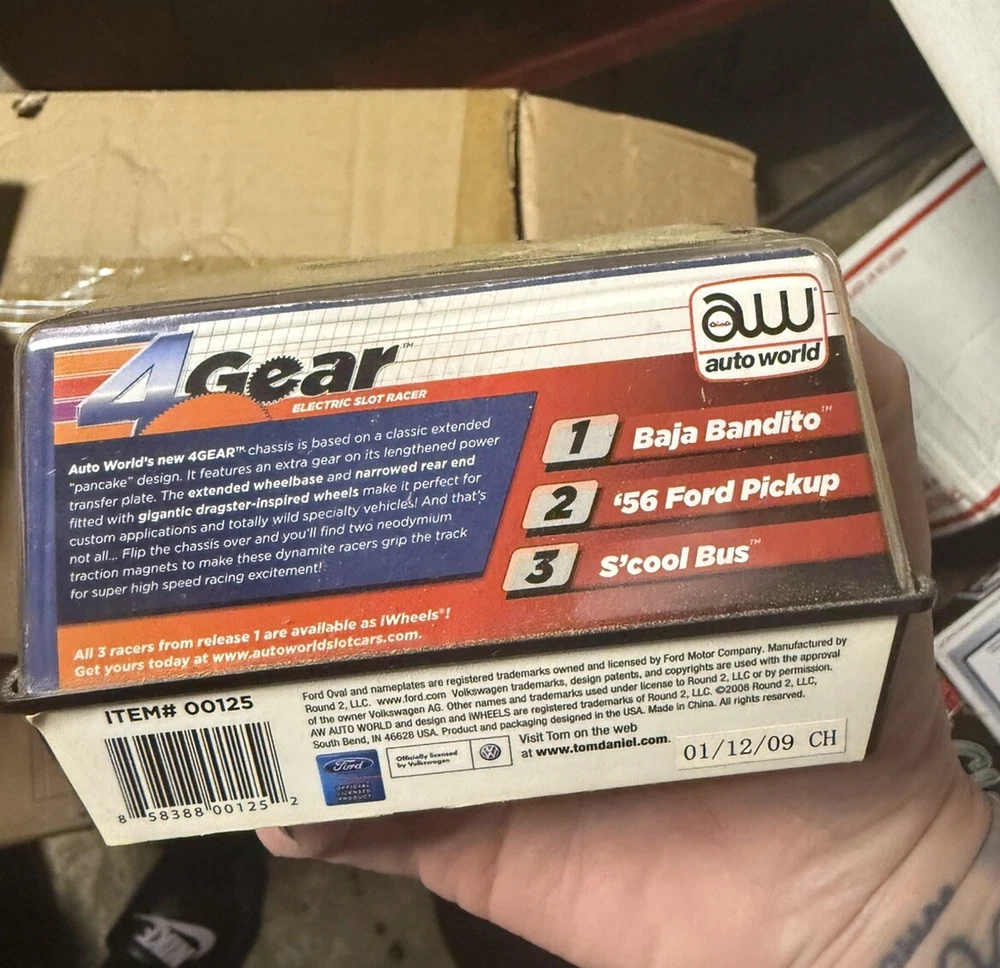 4Gear™
ELECTRIC SLOT RACER
aw
auto world
Auto World's new 4GEAR™ chassis is based on a classic extended
"pancake" design. It features an extra gear on its lengthened power
transfer plate. The extended wheelbase and narrowed rear end
fitted with gigantic dragster-inspired wheels make it perfect for
custom applications and totally wild specialty vehicles! And that's
not all... Flip the chassis over and you'll find two neodymium
traction magnets to make these dynamite racers grip the track
for super high speed racing excitement!
1 Baja Bandito™
2 '56 Ford Pickup
3 S'cool Bus™
All 3 racers from release 1 are available as iWheels®!
Get yours today at www.autoworldslotcars.com.
ITEM# 00125
8 58388 00125 2
Ford Oval and nameplates are registered trademarks owned and licensed by Ford Motor Company. Manufactured by
Round 2, LLC. www.ford.com Volkswagen trademarks, design patents, and copyrights are used with the approval
of the owner Volkswagen AG. Other names and trademarks used under license to Round 2, LLC or by permission.
AW AUTO WORLD and design and iWHEELS are registered trademarks of Round 2, LLC. ©2008 Round 2, LLC,
South Bend, IN 46628 USA. Product and packaging designed in the USA. Made in China. All rights reserved.
Ford
OFFICIAL
LICENSED
PRODUCT
Officially licensed
by Volkswagen
Visit Tom on the web
at www.tomdaniel.com.
01/12/09 CH
NIKE